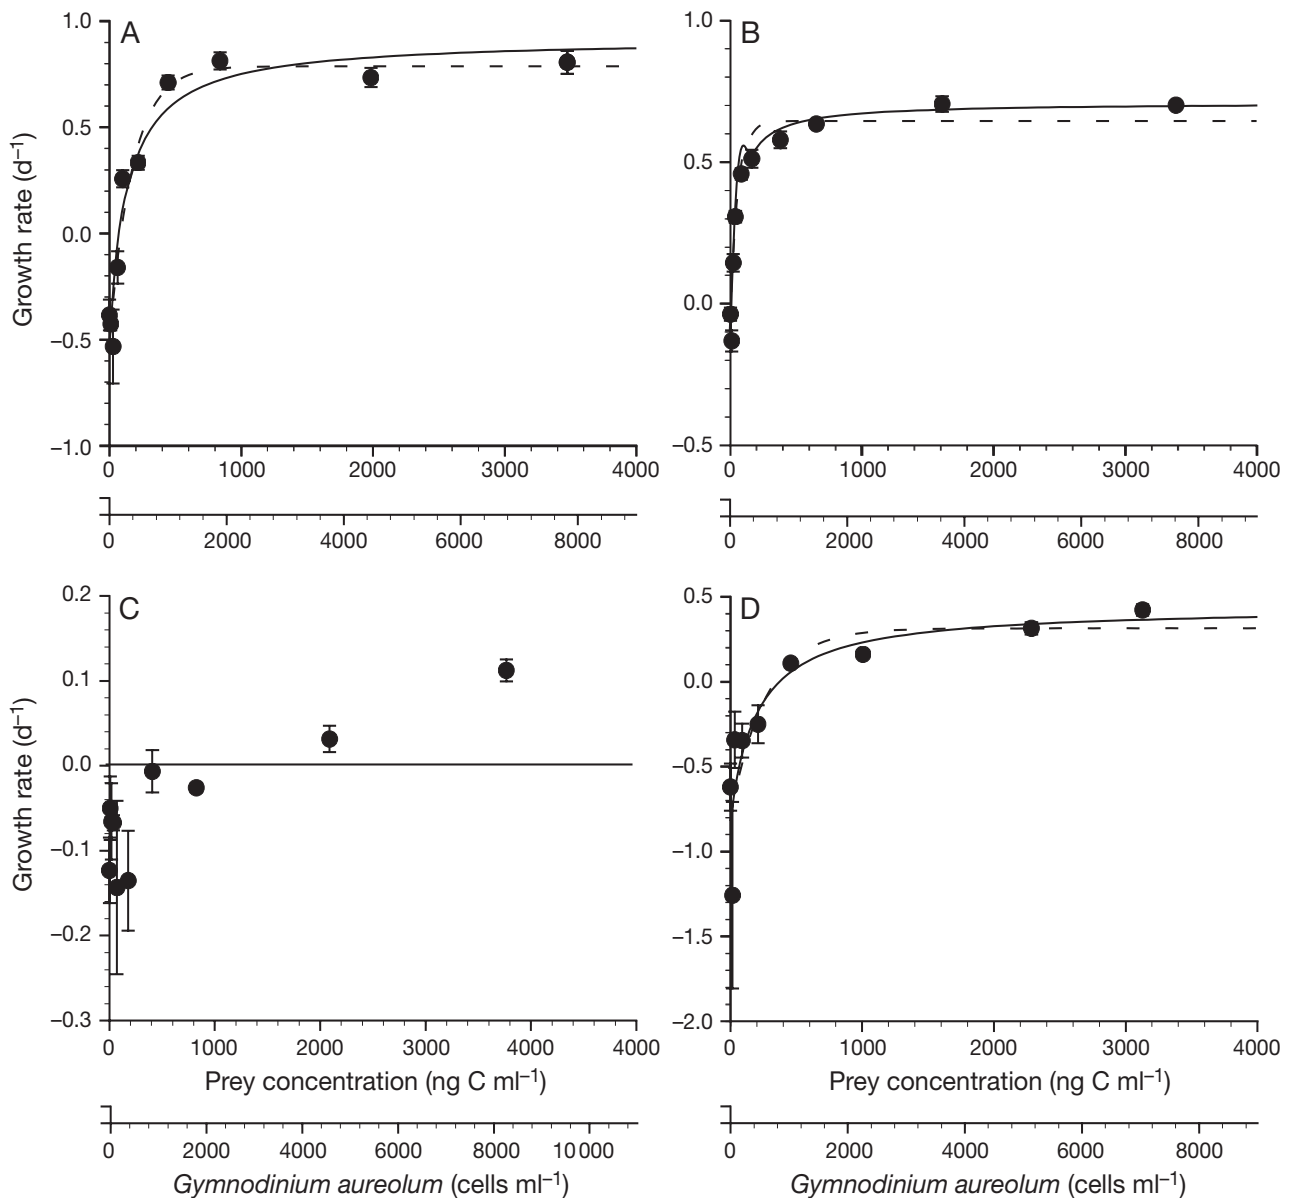 A
1.0
0.5
0.0
–0.5
–1.0
Growth rate (d–1)
0 1000 2000 3000 4000
0 2000 4000 6000 8000
B
1.0
0.5
0.0
–0.5
0 1000 2000 3000 4000
0 2000 4000 6000 8000
C
0.2
0.1
0.0
–0.1
–0.2
–0.3
Growth rate (d–1)
0 1000 2000 3000 4000 4000
Prey concentration (ng C ml–1)
0 2000 4000 6000 8000 10000
Gymnodinium aureolum (cells ml–1)
D
0.5
0.0
–0.5
–1.0
–1.5
–2.0
0 1000 2000 3000 4000
Prey concentration (ng C ml–1)
0 2000 4000 6000 8000
Gymnodinium aureolum (cells ml–1)